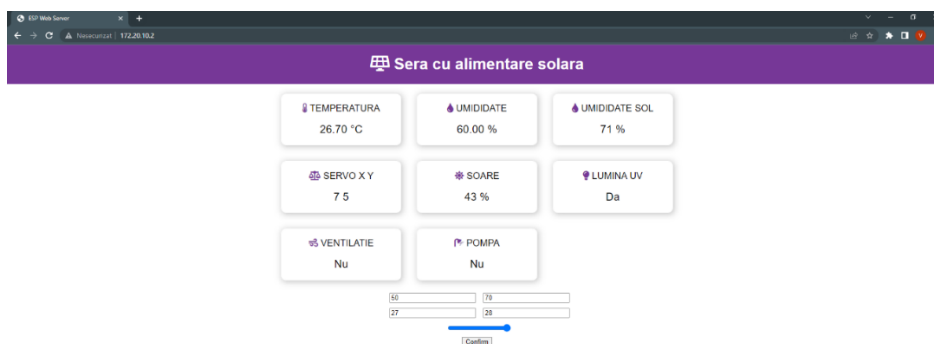 ESP Web Server
Nesecurizat | 172.20.10.2
V
Sera cu alimentare solara
TEMPERATURA
26.70 °C
UMIDIDATE
60.00 %
UMIDIDATE SOL
71 %
SERVO X Y
7 5
SOARE
43 %
LUMINA UV
Da
VENTILATIE
Nu
POMPA
Nu
50
70
27
28
Confirm